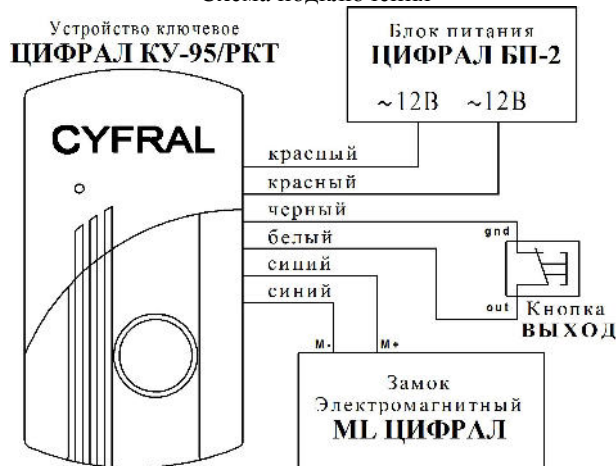 Схема подключения
Устройство ключевое
ЦИФРАЛ КУ-95/РКТ
Блок питания
ЦИФРАЛ БП-2
~12В ~12В
CYFRAL
красный
красный
черный
белый
синий
синий
gnd
out
Кнопка
ВЫХОД
M- M+
Замок
Электромагнитный
ML ЦИФРАЛ